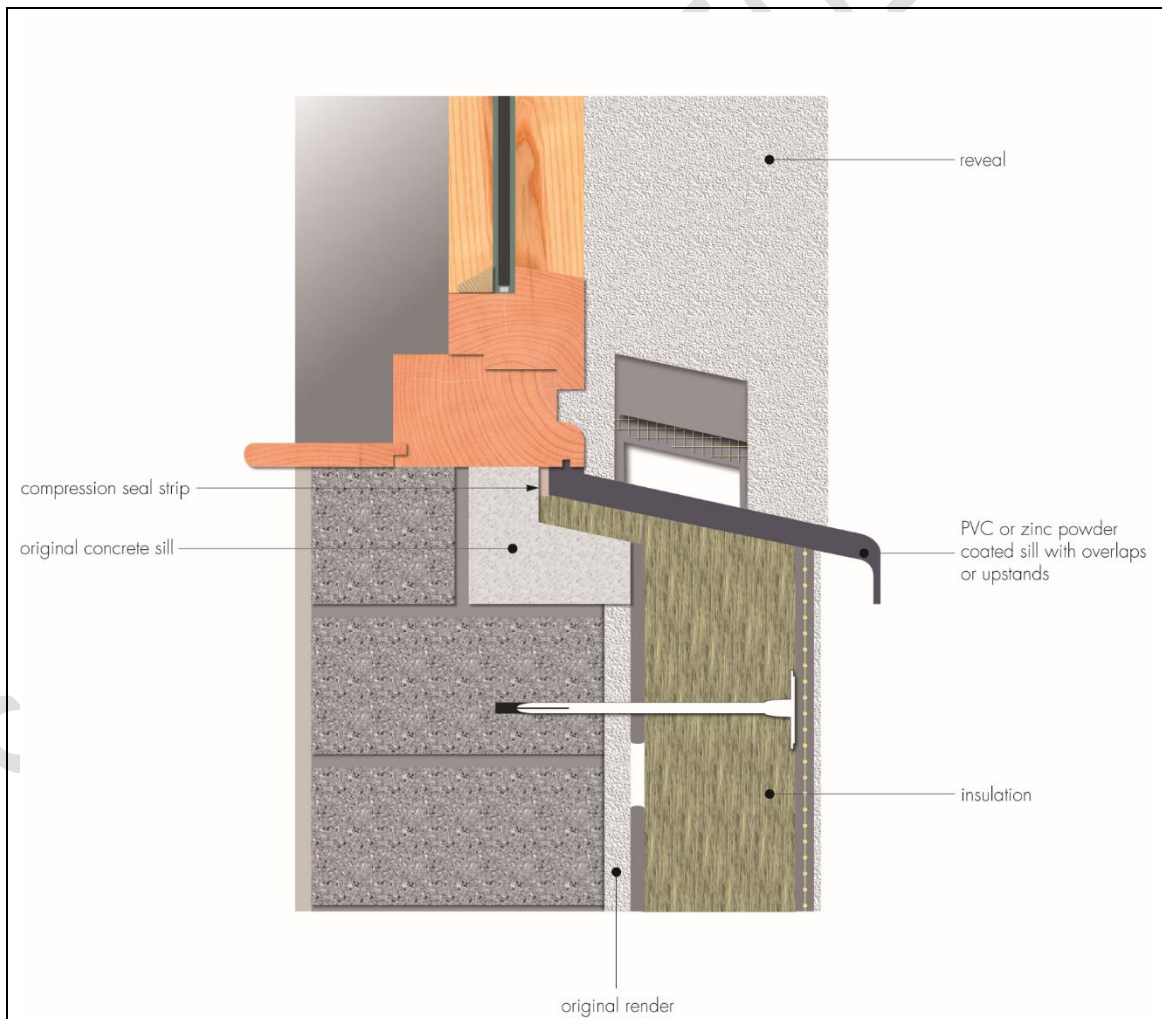 reveal
compression seal strip
original concrete sill
PVC or zinc powder
coated sill with overlaps
or upstands
insulation
original render